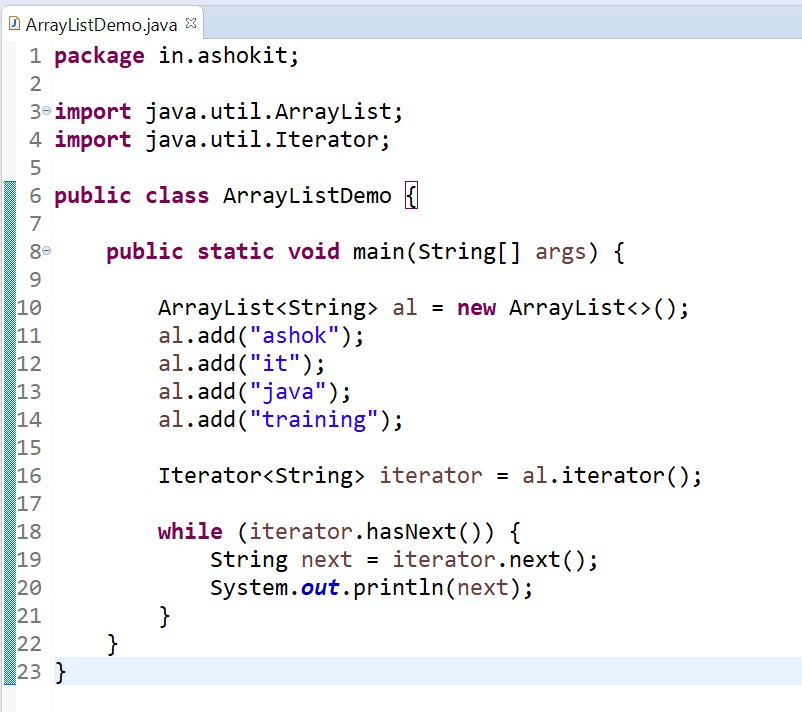 ArrayListDemo.java
1 package in.ashokit;
2
3 import java.util.ArrayList;
4 import java.util.Iterator;
5
6 public class ArrayListDemo {
7
8     public static void main(String[] args) {
9
10         ArrayList<String> al = new ArrayList<>();
11         al.add("ashok");
12         al.add("it");
13         al.add("java");
14         al.add("training");
15
16         Iterator<String> iterator = al.iterator();
17
18         while (iterator.hasNext()) {
19             String next = iterator.next();
20             System.out.println(next);
21         }
22     }
23 }